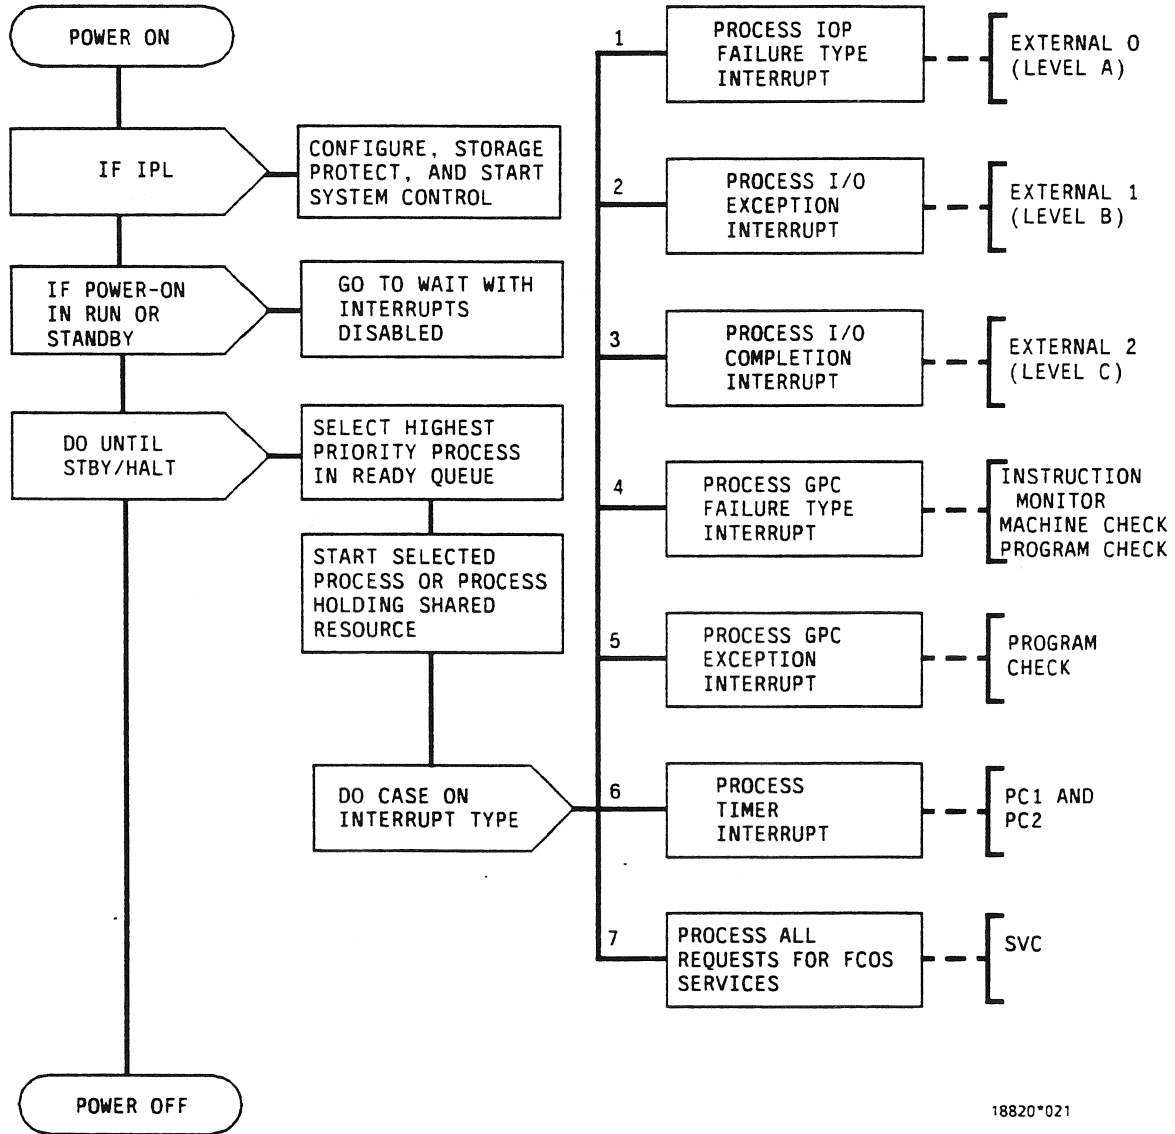 POWER ON
IF IPL
CONFIGURE, STORAGE
PROTECT, AND START
SYSTEM CONTROL
IF POWER-ON
IN RUN OR
STANDBY
GO TO WAIT WITH
INTERRUPTS
DISABLED
DO UNTIL
STBY/HALT
SELECT HIGHEST
PRIORITY PROCESS
IN READY QUEUE
START SELECTED
PROCESS OR PROCESS
HOLDING SHARED
RESOURCE
DO CASE ON
INTERRUPT TYPE
1
PROCESS IOP
FAILURE TYPE
INTERRUPT
EXTERNAL 0
(LEVEL A)
2
PROCESS I/O
EXCEPTION
INTERRUPT
EXTERNAL 1
(LEVEL B)
3
PROCESS I/O
COMPLETION
INTERRUPT
EXTERNAL 2
(LEVEL C)
4
PROCESS GPC
FAILURE TYPE
INTERRUPT
INSTRUCTION
MONITOR
MACHINE CHECK
PROGRAM CHECK
5
PROCESS GPC
EXCEPTION
INTERRUPT
PROGRAM
CHECK
6
PROCESS
TIMER
INTERRUPT
PC1 AND
PC2
7
PROCESS ALL
REQUESTS FOR FCOS
SERVICES
SVC
POWER OFF
18820*021